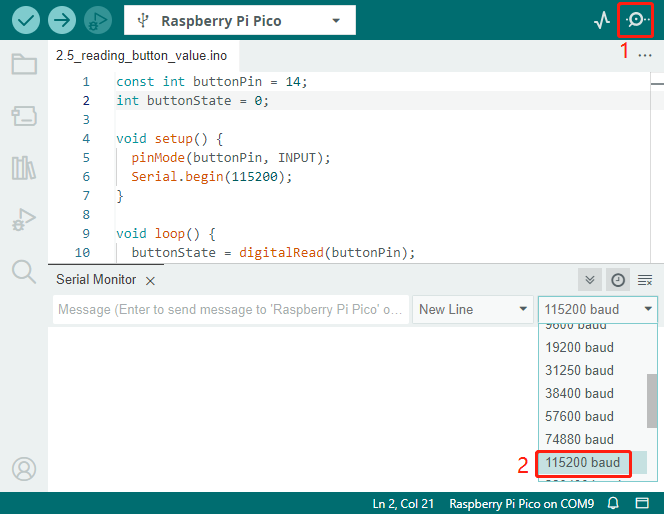 Raspberry Pi Pico
1
2.5_reading_button_value.ino
...
1 const int buttonPin = 14;
2 int buttonState = 0;
3
4 void setup() {
5 pinMode(buttonPin, INPUT);
6 Serial.begin(115200);
7 }
8
9 void loop() {
10 buttonState = digitalRead(buttonPin);
Serial Monitor
Message (Enter to send message to 'Raspberry Pi Pico' o...
New Line
115200 baud
9600 baud
19200 baud
31250 baud
38400 baud
57600 baud
74880 baud
2 115200 baud
Ln 2, Col 21 Raspberry Pi Pico on COM9